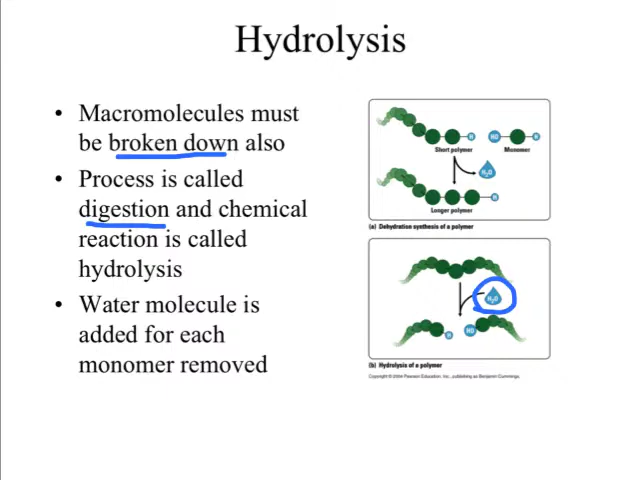 Hydrolysis
• Macromolecules must
be broken down also
• Process is called
digestion and chemical
reaction is called
hydrolysis
• Water molecule is
added for each
monomer removed
H HO H
Short polymer Monomer
H₂O
H
Longer polymer
(a) Dehydration synthesis of a polymer
H₂O
H HO
(b) Hydrolysis of a polymer
Copyright © 2004 Pearson Education, Inc., publishing as Benjamin Cummings.